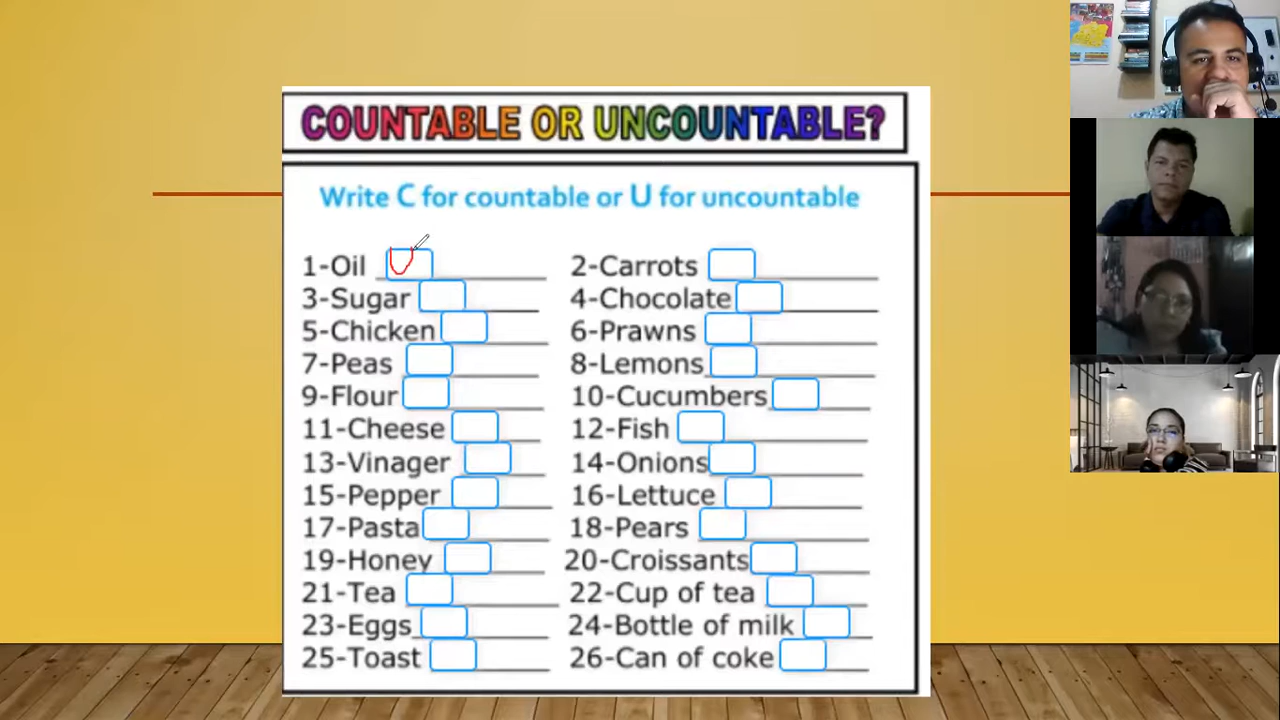 COUNTABLE OR UNCOUNTABLE?
Write C for countable or U for uncountable
1-Oil U 2-Carrots
3-Sugar 4-Chocolate
5-Chicken 6-Prawns
7-Peas 8-Lemons
9-Flour 10-Cucumbers
11-Cheese 12-Fish
13-Vinager 14-Onions
15-Pepper 16-Lettuce
17-Pasta 18-Pears
19-Honey 20-Croissants
21-Tea 22-Cup of tea
23-Eggs 24-Bottle of milk
25-Toast 26-Can of coke